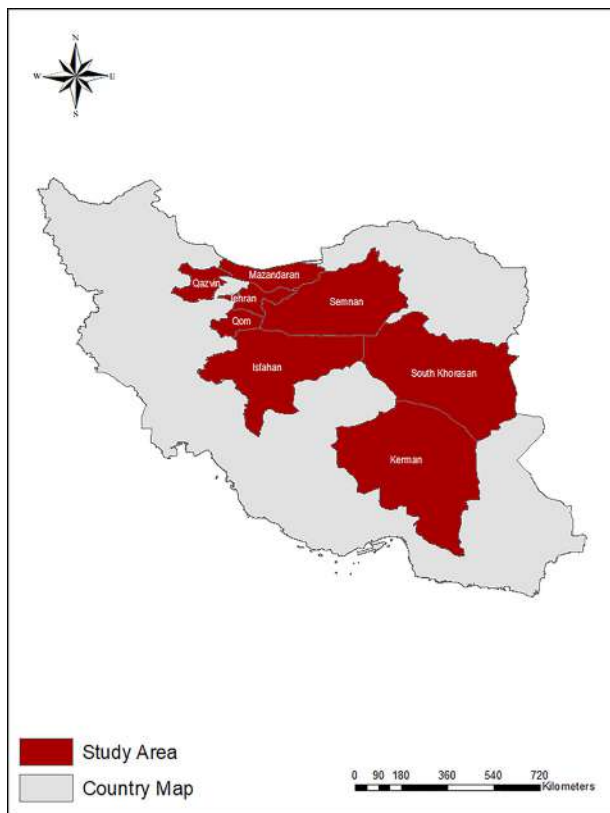 N
W E
S
Mazandaran
Qazvin
Tehran
Semnan
Qom
Isfahan
South Khorasan
Kerman
Study Area
Country Map
0 90 180 360 540 720
Kilometers